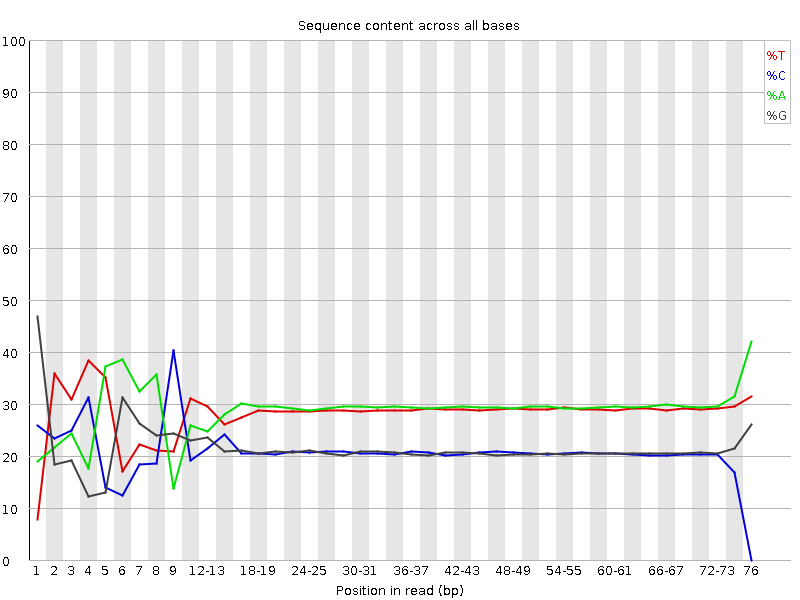 Sequence content across all bases
100
90
80
70
60
50
40
30
20
10
0
%T
%C
%A
%G
1 2 3 4 5 6 7 8 9 12-13 18-19 24-25 30-31 36-37 42-43 48-49 54-55 60-61 66-67 72-73 76
Position in read (bp)